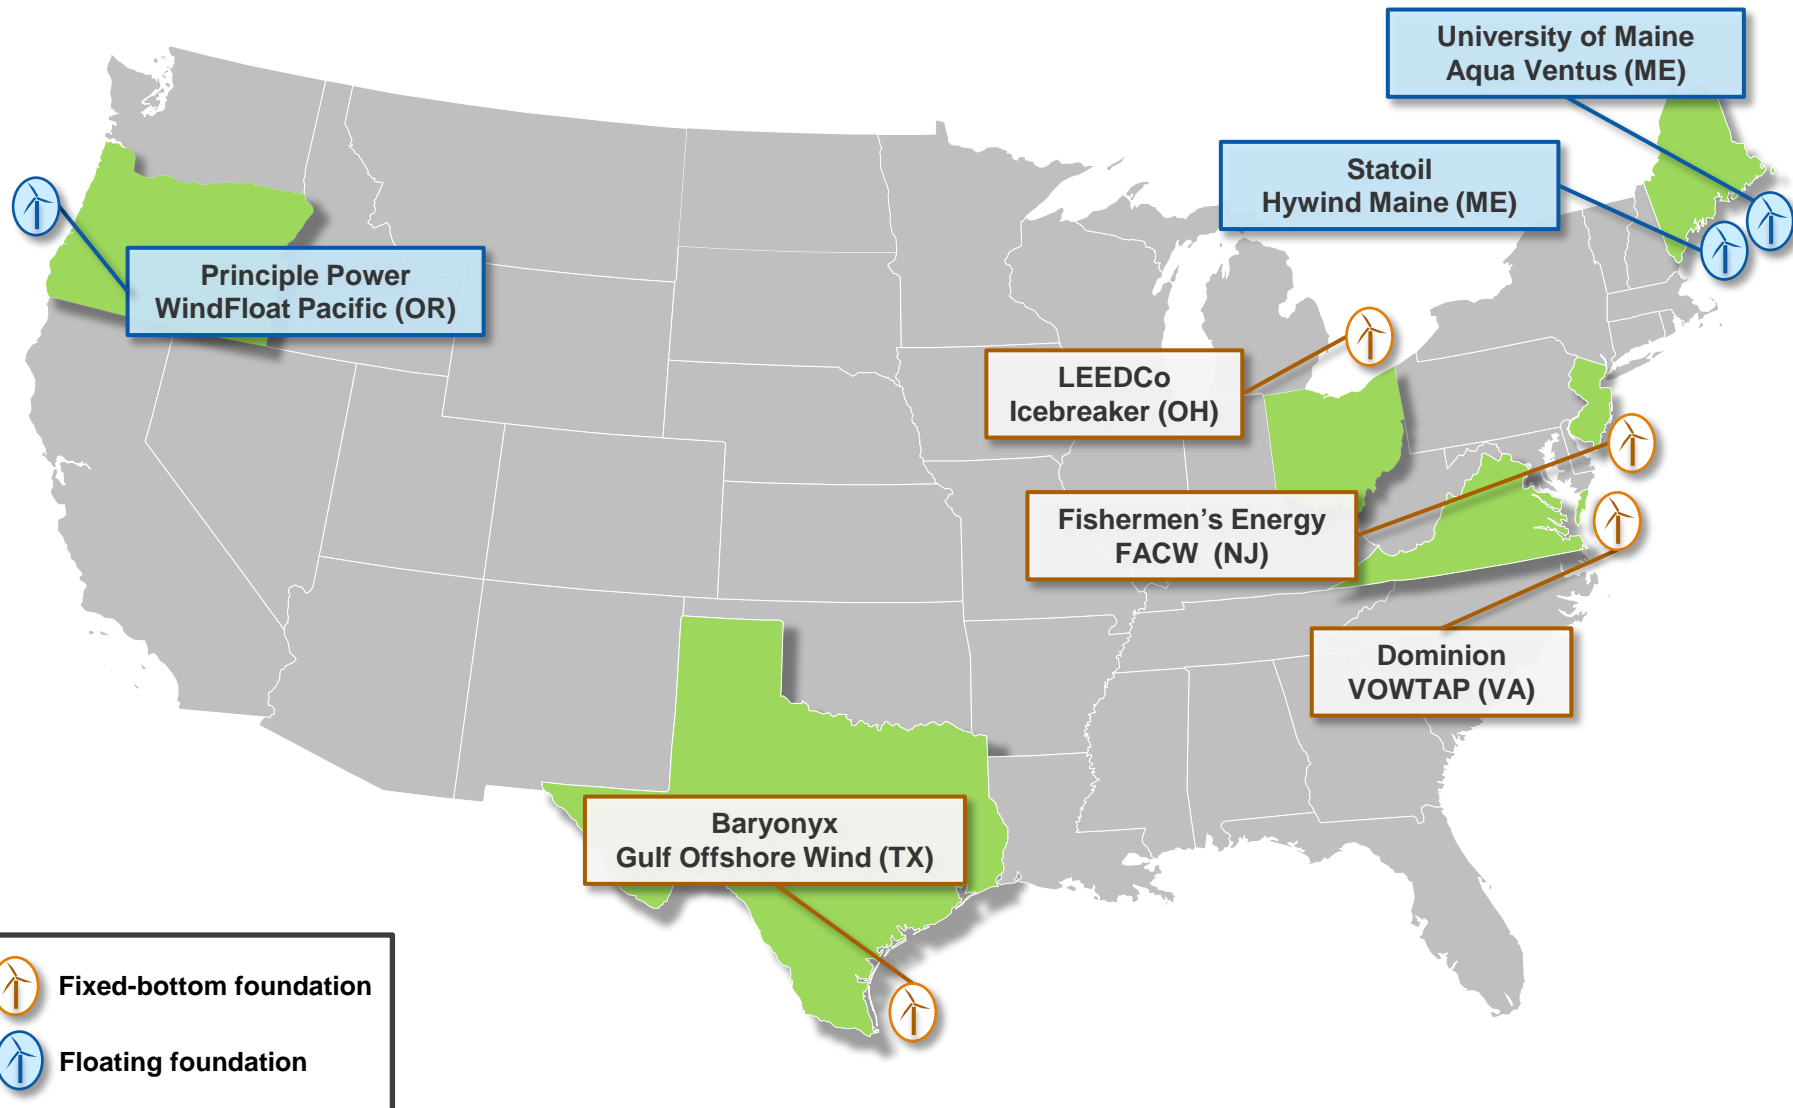 University of Maine
Aqua Ventus (ME)
Statoil
Hywind Maine (ME)
Principle Power
WindFloat Pacific (OR)
LEEDCo
Icebreaker (OH)
Fishermen’s Energy
FACW (NJ)
Dominion
VOWTAP (VA)
Baryonyx
Gulf Offshore Wind (TX)
Fixed-bottom foundation
Floating foundation